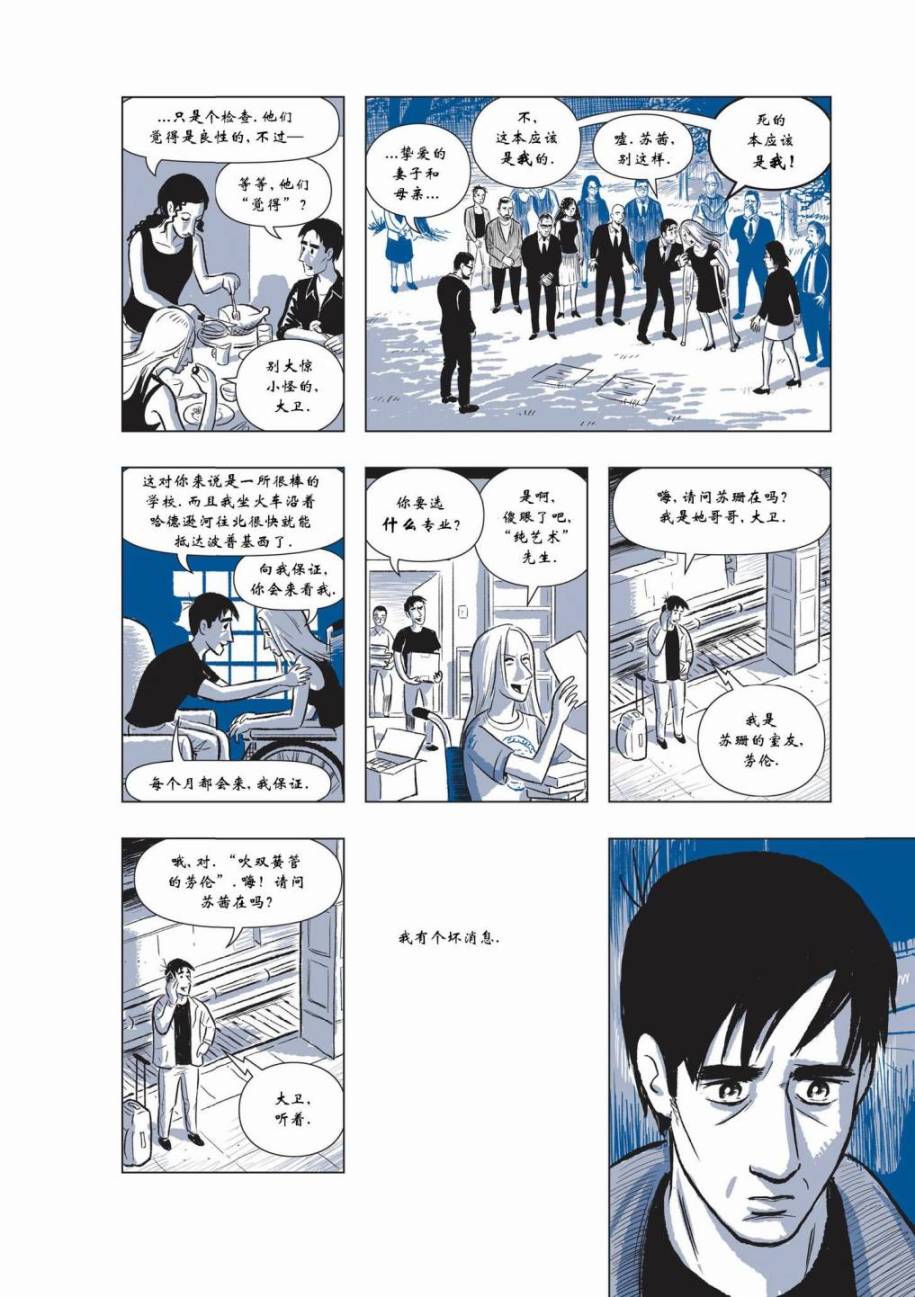 …只是个检查.他们
觉得是良性的,不过—
等等,他们
“觉得”?
别大惊
小怪的,
大卫.
…挚爱的
妻子和
母亲…
不,
这本应该
是我的.
嘘.苏茜,
别这样.
死的
本应该
是我!
这对你来说是一所很棒的
学校.而且我坐火车沿着
哈德逊河往北很快就能
抵达波普基西了.
向我保证,
你会来看我.
每个月都会来,我保证.
你要选
什么专业?
是啊,
傻眼了吧,
“纯艺术”
先生.
嗨,请问苏珊在吗?
我是她哥哥,大卫.
我是
苏珊的室友,
劳伦.
哦,对.“吹双簧管
的劳伦”.嗨!请问
苏茜在吗?
大卫,
听着.
我有个坏消息.